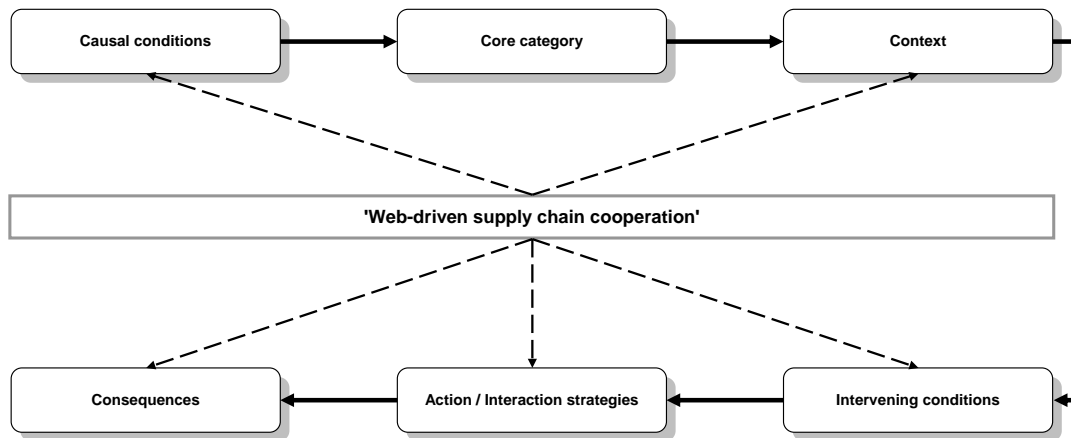 Causal conditions
Core category
Context
'Web-driven supply chain cooperation'
Consequences
Action / Interaction strategies
Intervening conditions